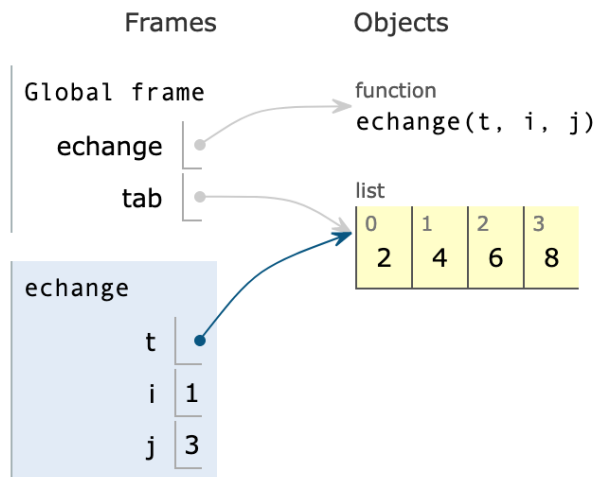 Frames Objects
Global frame
function
echange(t, i, j)
echange
tab
list
0 1 2 3
2 4 6 8
echange
t
i 1
j 3